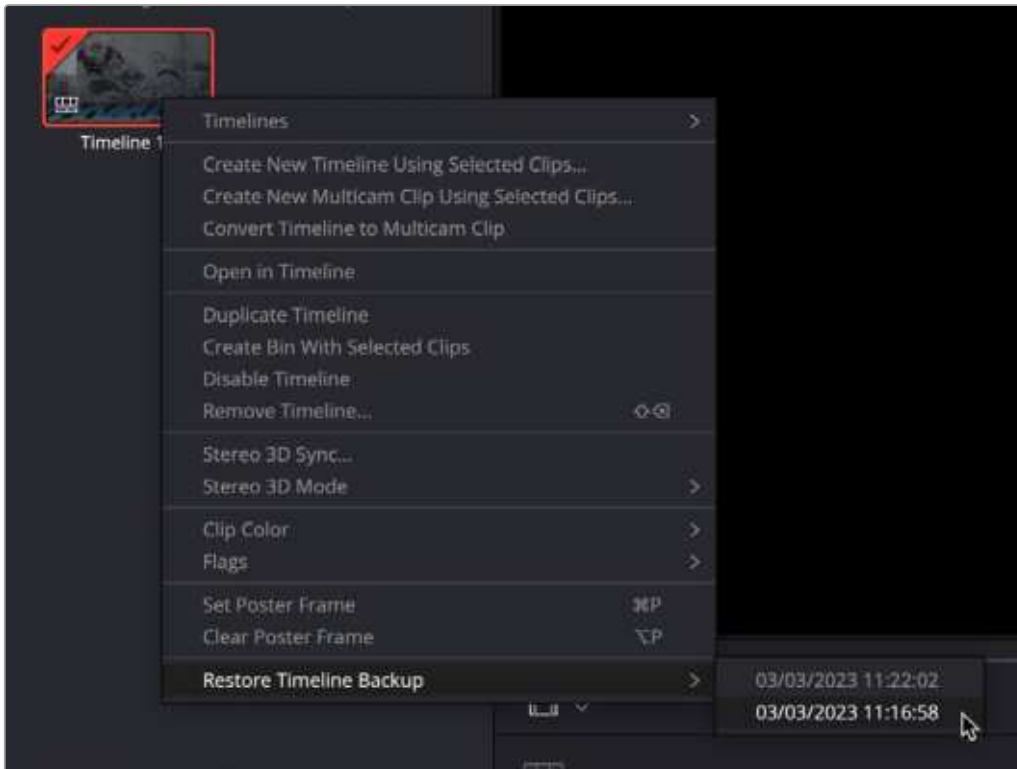 Timeline 1
Timelines
Create New Timeline Using Selected Clips...
Create New Multicam Clip Using Selected Clips...
Convert Timeline to Multicam Clip
Open in Timeline
Duplicate Timeline
Create Bin With Selected Clips
Disable Timeline
Remove Timeline...
Stereo 3D Sync...
Stereo 3D Mode
Clip Color
Flags
Set Poster Frame ⌘P
Clear Poster Frame ⌥P
Restore Timeline Backup
03/03/2023 11:22:02
03/03/2023 11:16:58